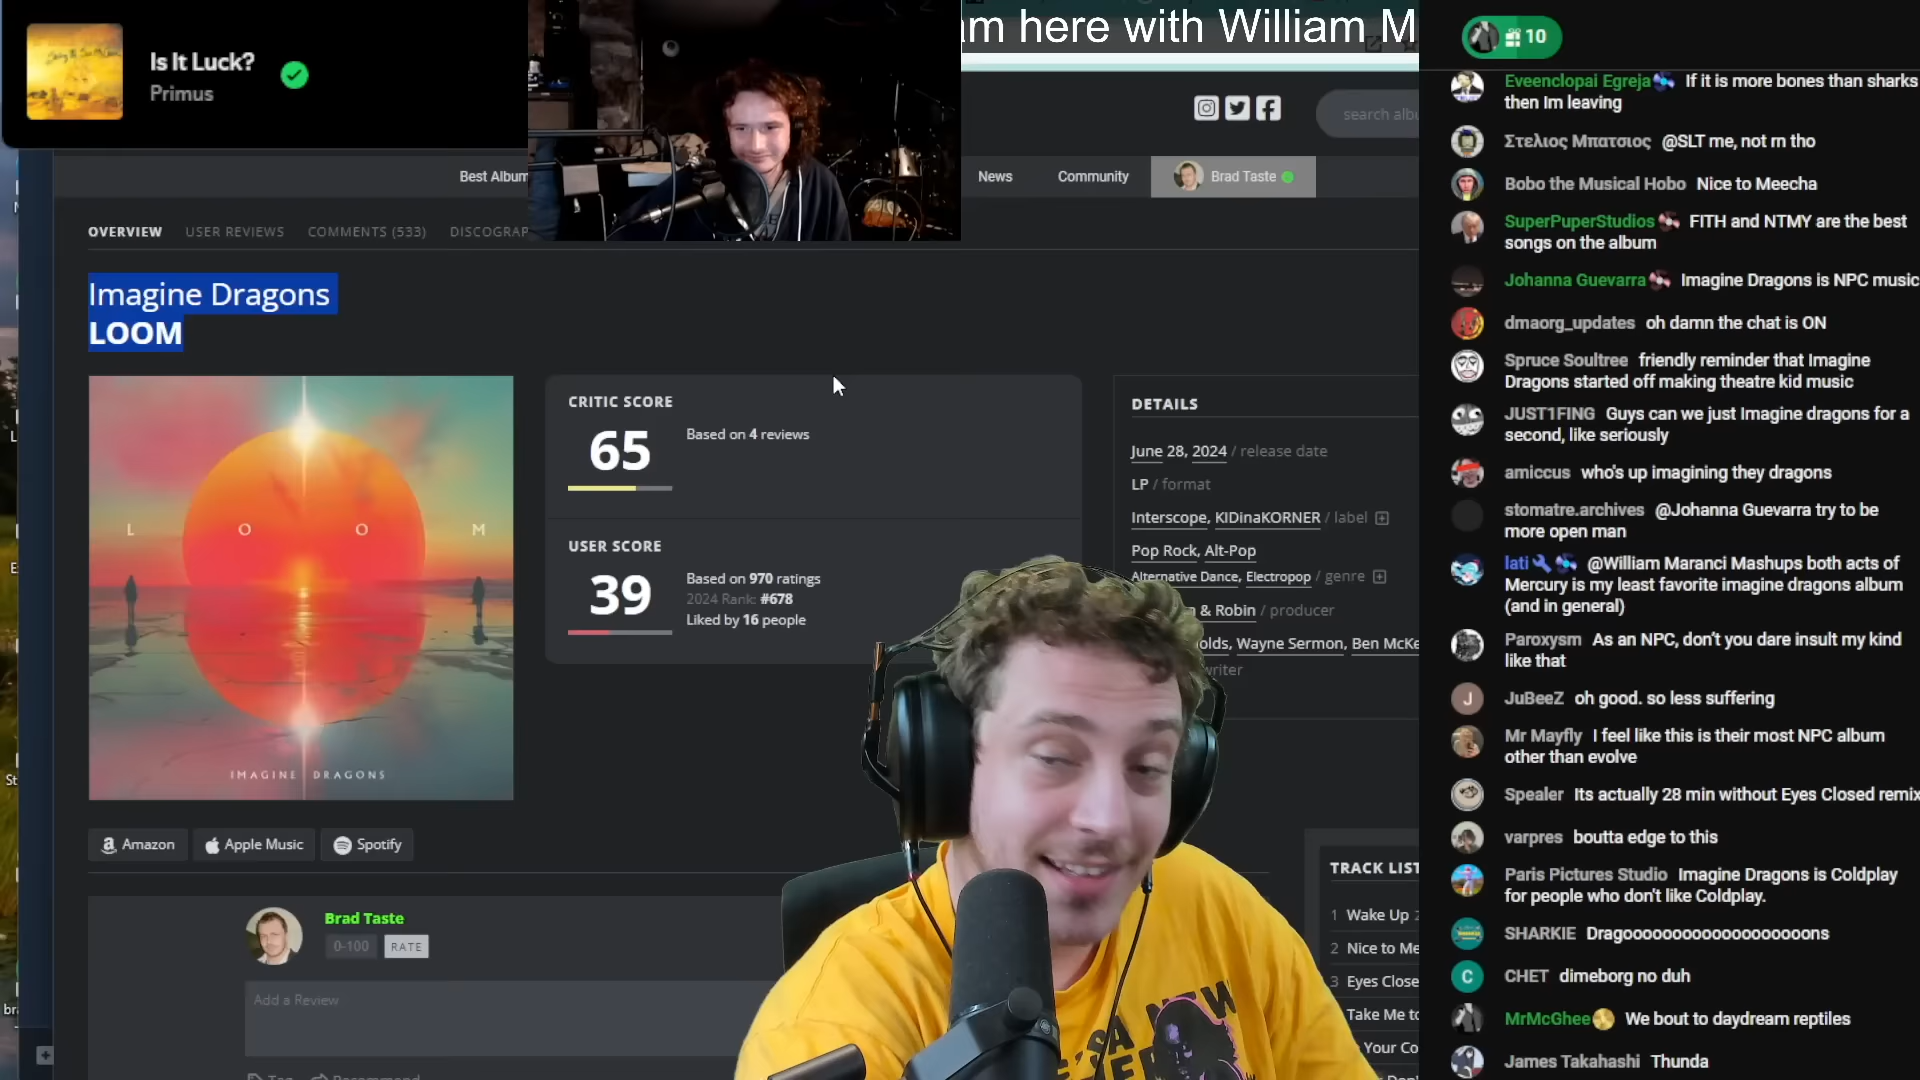 Is It Luck?
Primus
am here with William M
10
search albu
Best Album
News
Community
Brad Taste
OVERVIEW
USER REVIEWS
COMMENTS (533)
DISCOGRAP
Imagine Dragons
LOOM
L O O M
IMAGINE DRAGONS
CRITIC SCORE
65
Based on 4 reviews
USER SCORE
39
Based on 970 ratings
2024 Rank: #678
Liked by 16 people
DETAILS
June 28, 2024 / release date
LP / format
Interscope, KIDinaKORNER / label
Pop Rock, Alt-Pop
Alternative Dance, Electropop / genre
& Robin / producer
olds, Wayne Sermon, Ben McKe
writer
Amazon
Apple Music
Spotify
Brad Taste
0-100
RATE
Add a Review
TRACK LIST
1 Wake Up
2 Nice to Me
3 Eyes Close
Take Me to
Your Co
Eveenclopai Egreja If it is more bones than sharks
then Im leaving
Στελιος Μπατσιος @SLT me, not rn tho
Bobo the Musical Hobo Nice to Meecha
SuperPuperStudios FITH and NTMY are the best
songs on the album
Johanna Guevarra Imagine Dragons is NPC music
dmaorg_updates oh damn the chat is ON
Spruce Soultree friendly reminder that Imagine
Dragons started off making theatre kid music
JUST1FING Guys can we just Imagine dragons for a
second, like seriously
amiccus who's up imagining they dragons
stomatre.archives @Johanna Guevarra try to be
more open man
lati @William Maranci Mashups both acts of
Mercury is my least favorite imagine dragons album
(and in general)
Paroxysm As an NPC, don't you dare insult my kind
like that
J
JuBeeZ oh good. so less suffering
Mr Mayfly I feel like this is their most NPC album
other than evolve
Spealer Its actually 28 min without Eyes Closed remix
varpres boutta edge to this
Paris Pictures Studio Imagine Dragons is Coldplay
for people who don't like Coldplay.
SHARKIE Dragooooooooooooooooooons
C
CHET dimeborg no duh
MrMcGhee We bout to daydream reptiles
James Takahashi Thunda